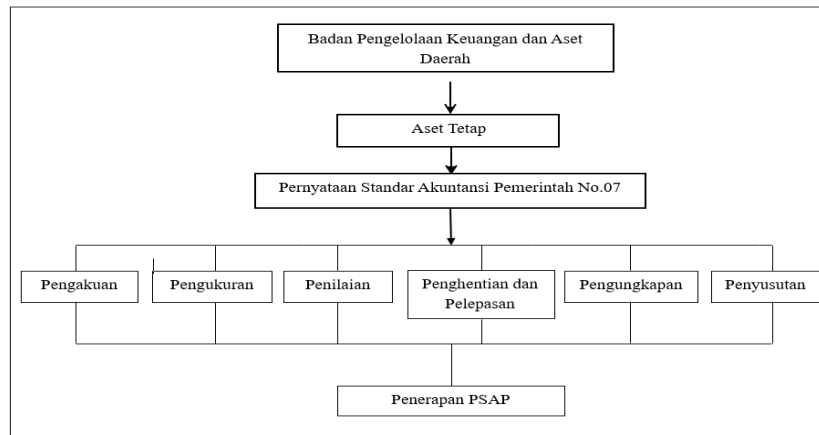 Badan Pengelolaan Keuangan dan Aset
Daerah
Aset Tetap
Pernyataan Standar Akuntansi Pemerintah No.07
Pengakuan
Pengukuran
Penilaian
Penghentian dan
Pelepasan
Pengungkapan
Penyusutan
Penerapan PSAP